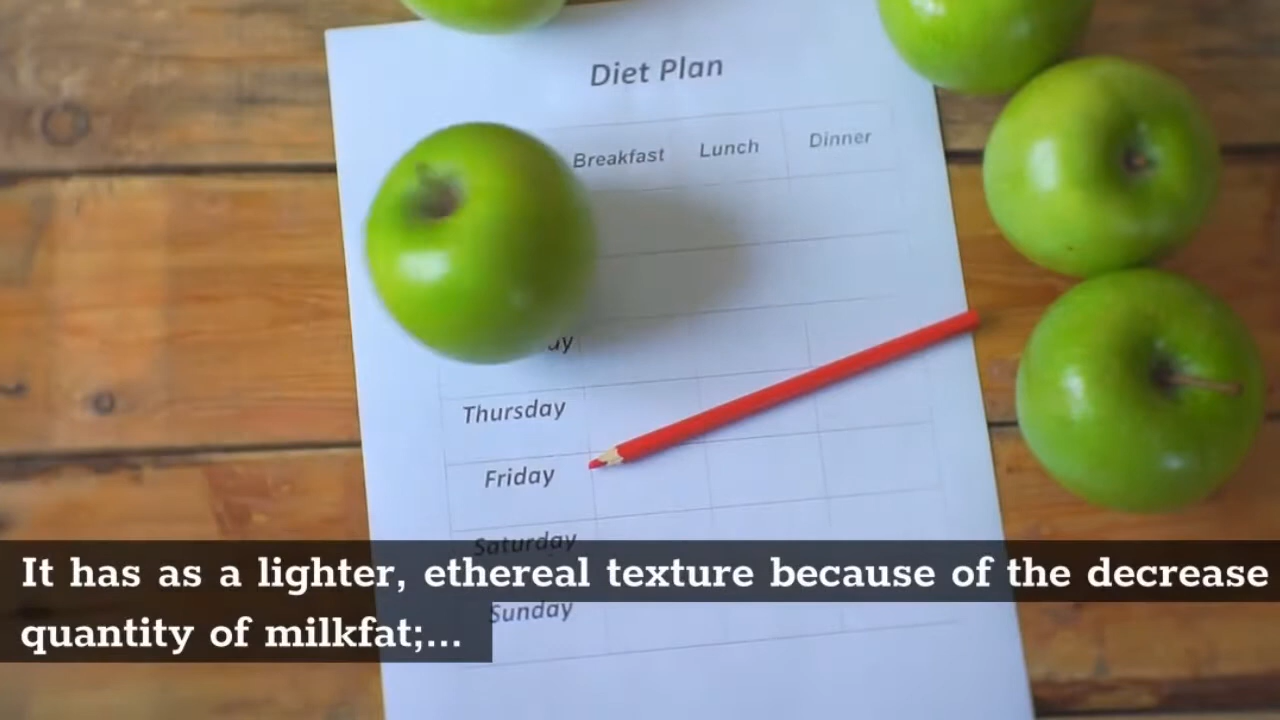 Diet Plan
Breakfast Lunch Dinner
Thursday
Friday
Saturday
Sunday
It has as a lighter, ethereal texture because of the decrease
quantity of milkfat;...